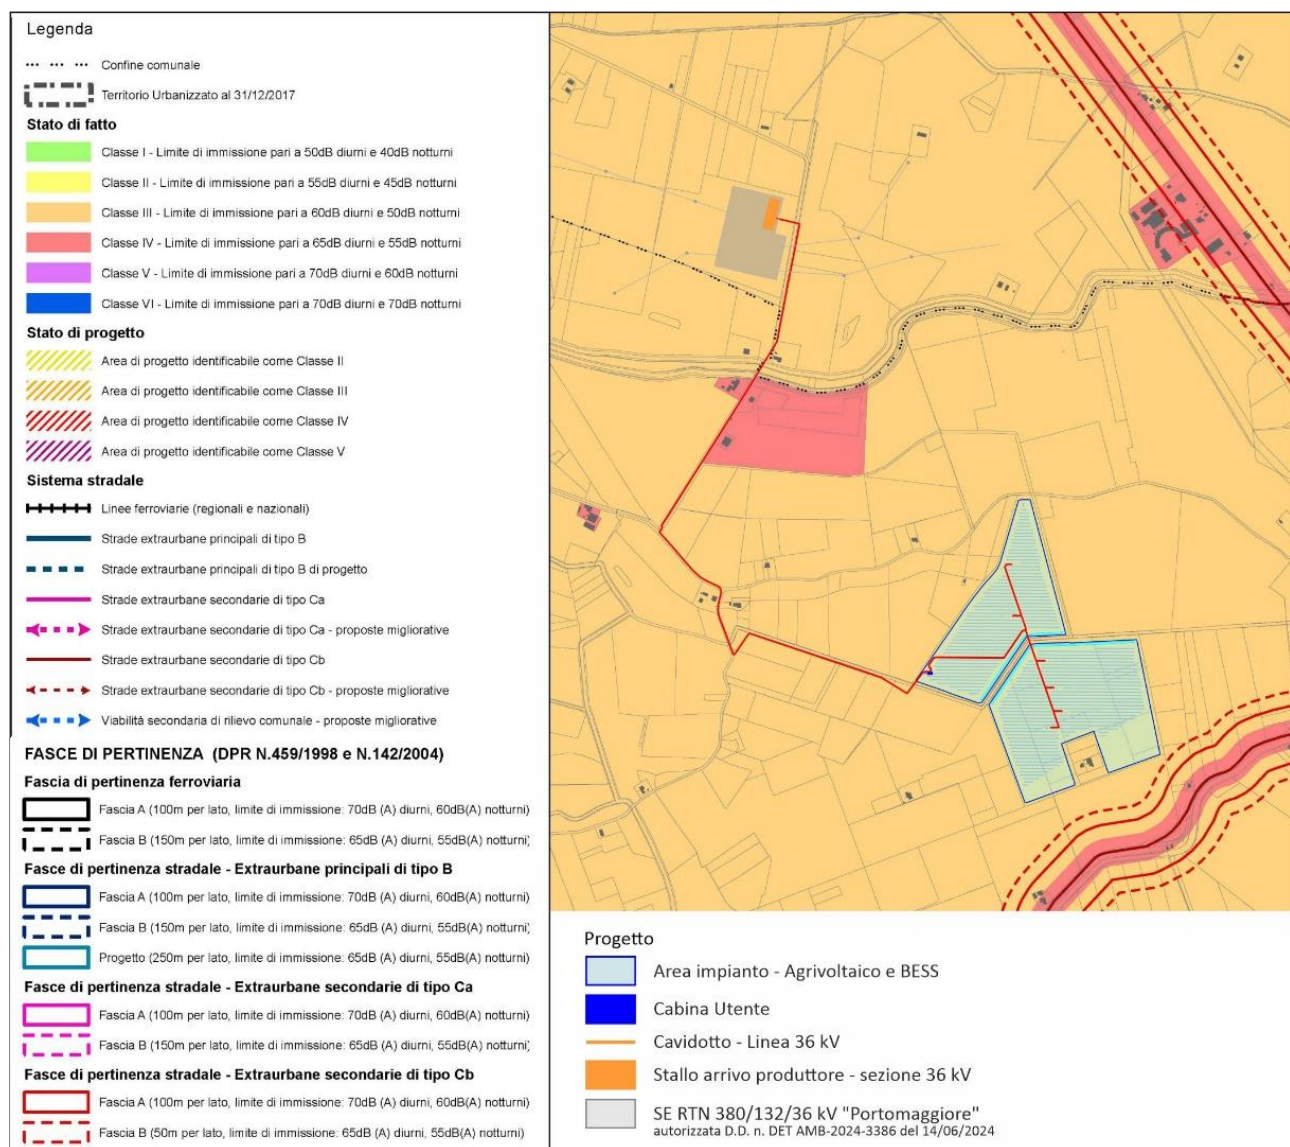 Legenda
Confine comunale
Territorio Urbanizzato al 31/12/2017
Stato di fatto
Classe I - Limite di immissione pari a 50dB diurni e 40dB notturni
Classe II - Limite di immissione pari a 55dB diurni e 45dB notturni
Classe III - Limite di immissione pari a 60dB diurni e 50dB notturni
Classe IV - Limite di immissione pari a 65dB diurni e 55dB notturni
Classe V - Limite di immissione pari a 70dB diurni e 60dB notturni
Classe VI - Limite di immissione pari a 70dB diurni e 70dB notturni
Stato di progetto
Area di progetto identificabile come Classe II
Area di progetto identificabile come Classe III
Area di progetto identificabile come Classe IV
Area di progetto identificabile come Classe V
Sistema stradale
Linee ferroviarie (regionali e nazionali)
Strade extraurbane principali di tipo B
Strade extraurbane principali di tipo B di progetto
Strade extraurbane secondarie di tipo Ca
Strade extraurbane secondarie di tipo Ca - proposte migliorative
Strade extraurbane secondarie di tipo Cb
Strade extraurbane secondarie di tipo Cb - proposte migliorative
Viabilità secondaria di rilievo comunale - proposte migliorative
FASCE DI PERTINENZA (DPR N.459/1998 e N.142/2004)
Fascia di pertinenza ferroviaria
Fascia A (100m per lato, limite di immissione: 70dB (A) diurni, 60dB(A) notturni)
Fascia B (150m per lato, limite di immissione: 65dB (A) diurni, 55dB(A) notturni)
Fasce di pertinenza stradale - Extraurbane principali di tipo B
Fascia A (100m per lato, limite di immissione: 70dB (A) diurni, 60dB(A) notturni)
Fascia B (150m per lato, limite di immissione: 65dB (A) diurni, 55dB(A) notturni)
Progetto (250m per lato, limite di immissione: 65dB (A) diurni, 55dB(A) notturni)
Fasce di pertinenza stradale - Extraurbane secondarie di tipo Ca
Fascia A (100m per lato, limite di immissione: 70dB (A) diurni, 60dB(A) notturni)
Fascia B (150m per lato, limite di immissione: 65dB (A) diurni, 55dB(A) notturni)
Fasce di pertinenza stradale - Extraurbane secondarie di tipo Cb
Fascia A (100m per lato, limite di immissione: 70dB (A) diurni, 60dB(A) notturni)
Fascia B (50m per lato, limite di immissione: 65dB (A) diurni, 55dB(A) notturni)
Progetto
Area impianto - Agrivoltaico e BESS
Cabina Utente
Cavidotto - Linea 36 kV
Stallo arrivo produttore - sezione 36 kV
SE RTN 380/132/36 kV "Portomaggiore"
autorizzata D.D. n. DET AMB-2024-3386 del 14/06/2024